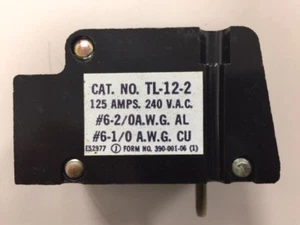 CAT. NO. TL-12-2
125 AMPS. 240 V.A.C.
#6-2/0A.W.G. AL
#6-1/0 A.W.G. CU
E52977 J FORM NO. 390-001-06 (1)